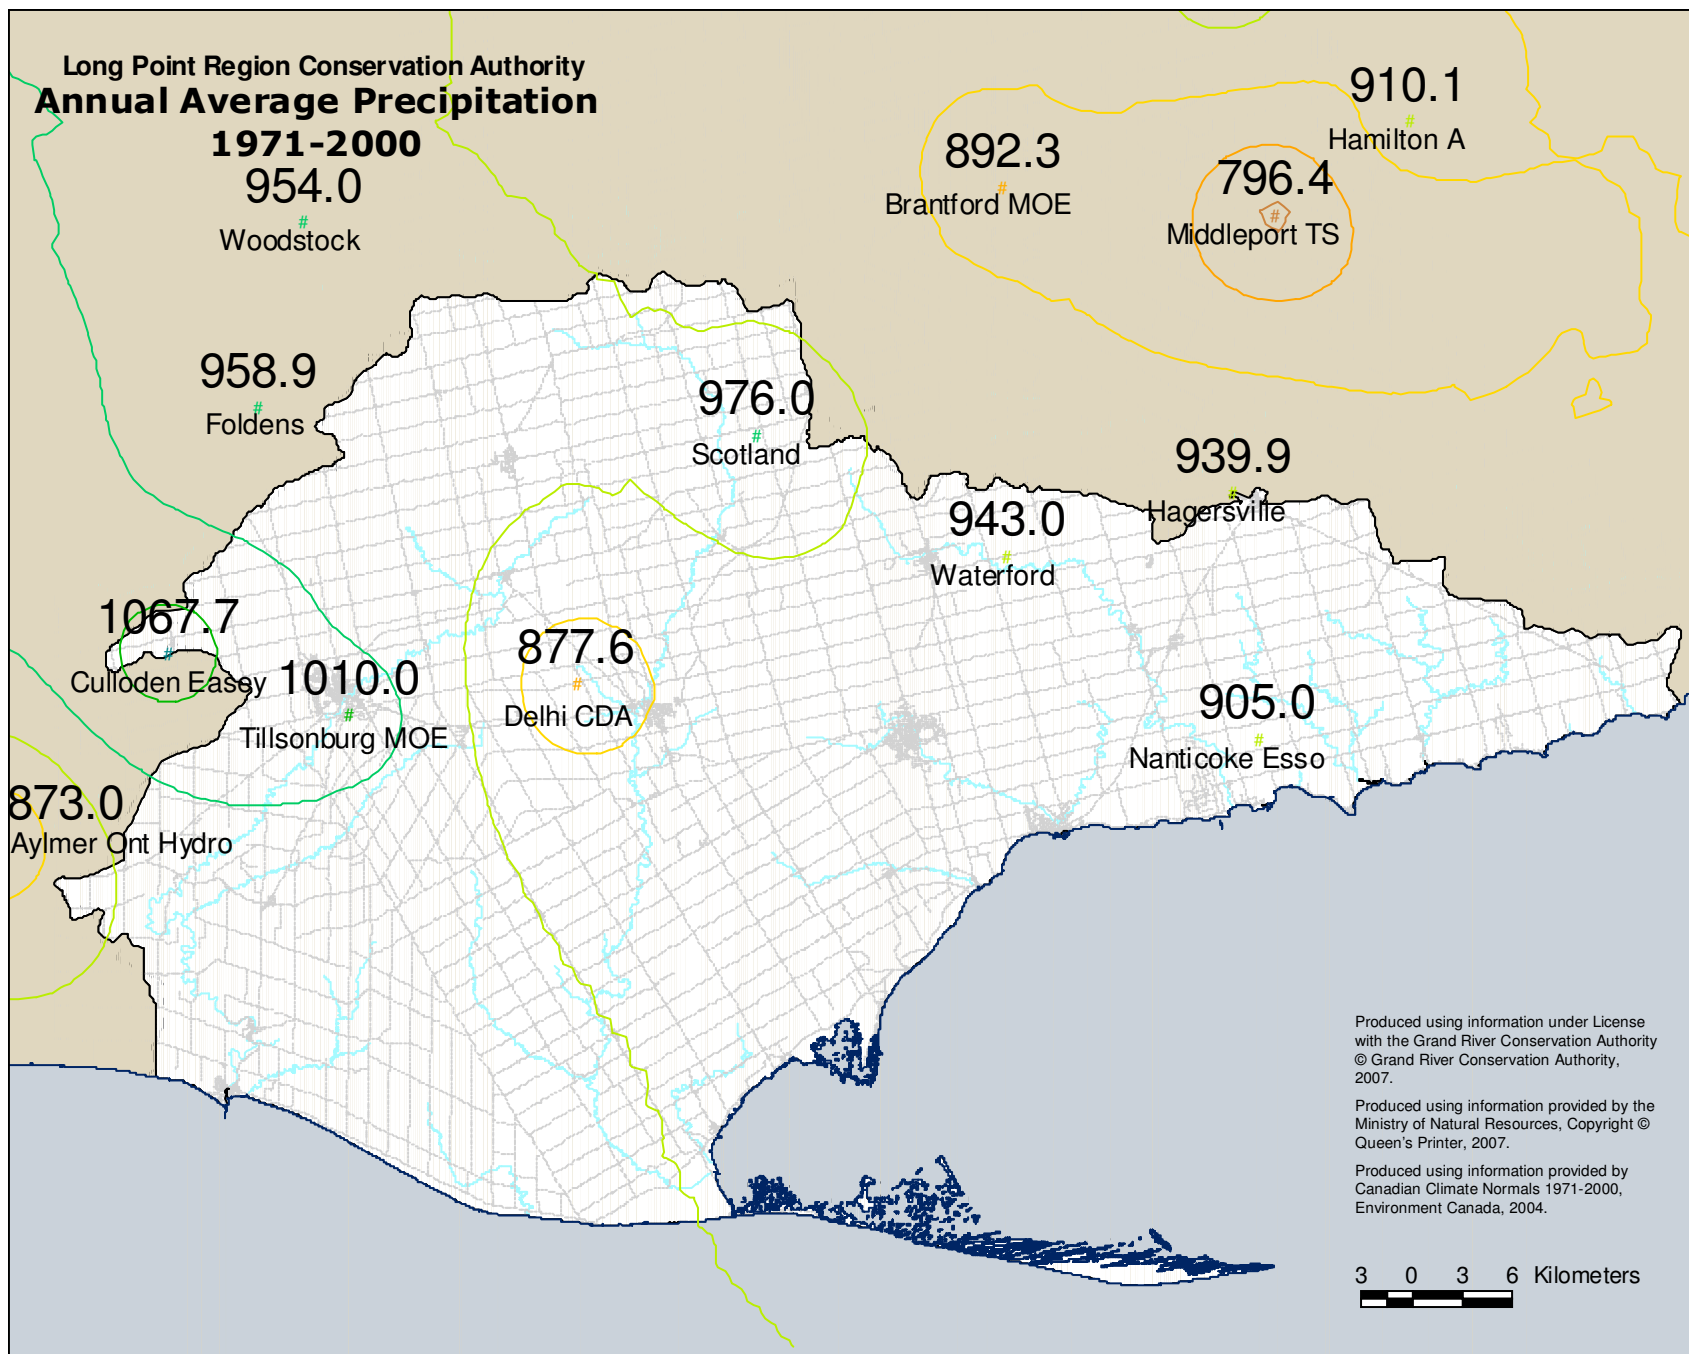 Long Point Region Conservation Authority
Annual Average Precipitation
1971-2000
954.0
#
Woodstock
892.3
#
Brantford MOE
796.4
#
Middleport TS
910.1
#
Hamilton A
958.9
#
Foldens
976.0
#
Scotland
939.9
#
Hagersville
943.0
#
Waterford
1067.7
#
Culloden Easey
1010.0
#
Tillsonburg MOE
877.6
#
Delhi CDA
905.0
#
Nanticoke Esso
873.0
Aylmer Ont Hydro
Produced using information under License
with the Grand River Conservation Authority
© Grand River Conservation Authority,
2007.
Produced using information provided by the
Ministry of Natural Resources, Copyright ©
Queen's Printer, 2007.
Produced using information provided by
Canadian Climate Normals 1971-2000,
Environment Canada, 2004.
3 0 3 6 Kilometers